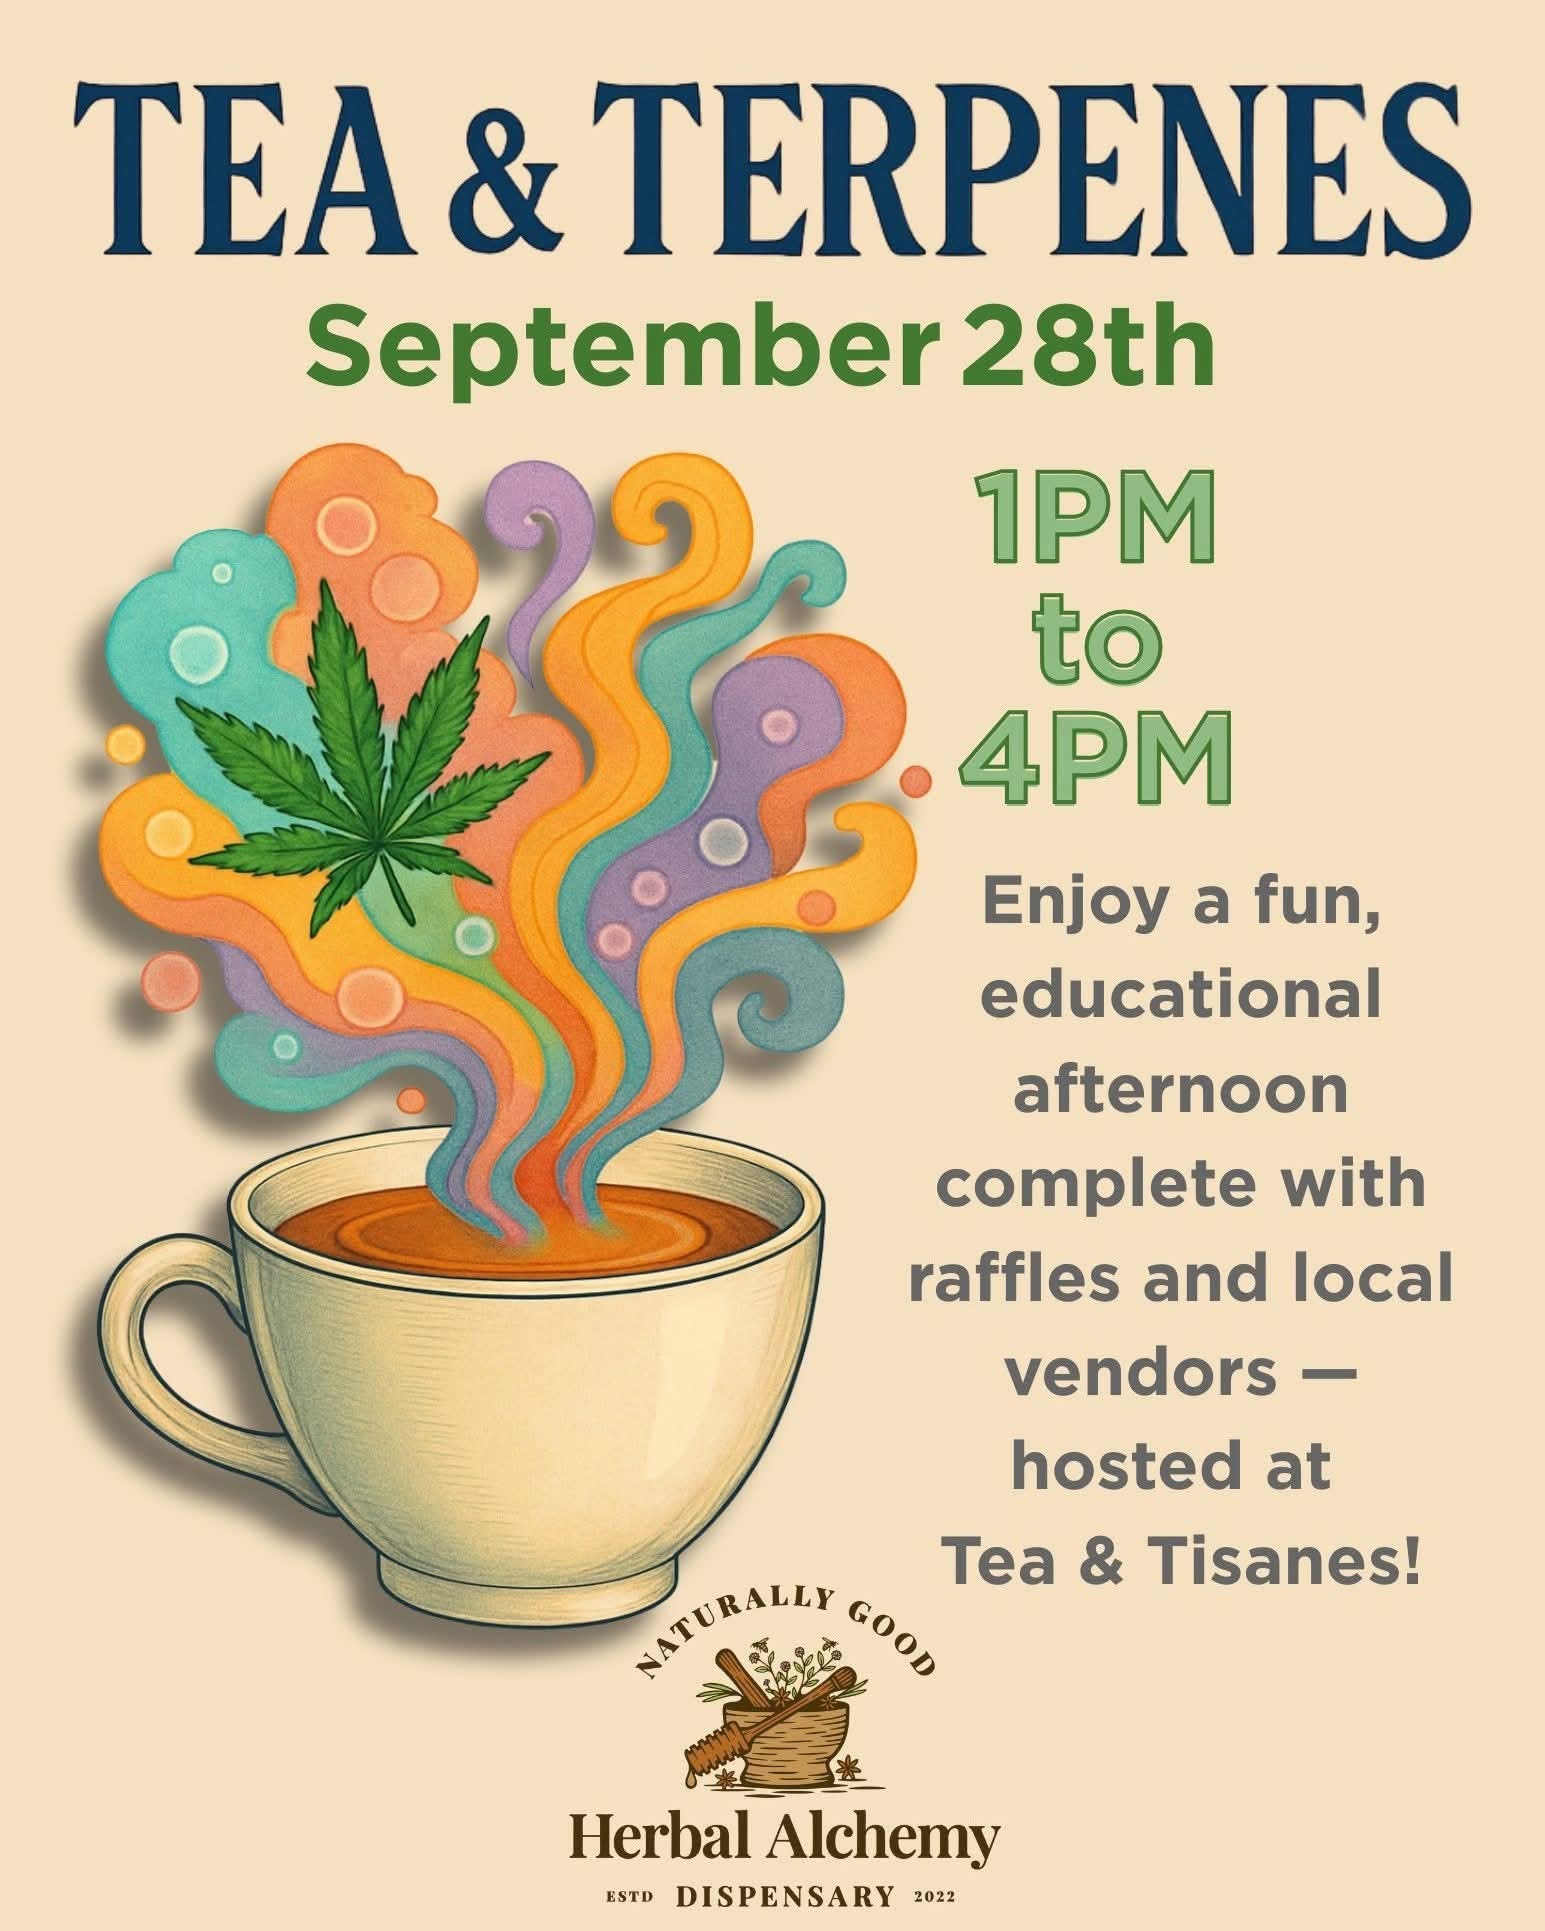 TEA & TERPENES
September 28th
1PM
to
4PM
Enjoy a fun,
educational
afternoon
complete with
raffles and local
vendors —
hosted at
Tea & Tisanes!
NATURALLY GOOD
Herbal Alchemy
ESTD DISPENSARY 2022